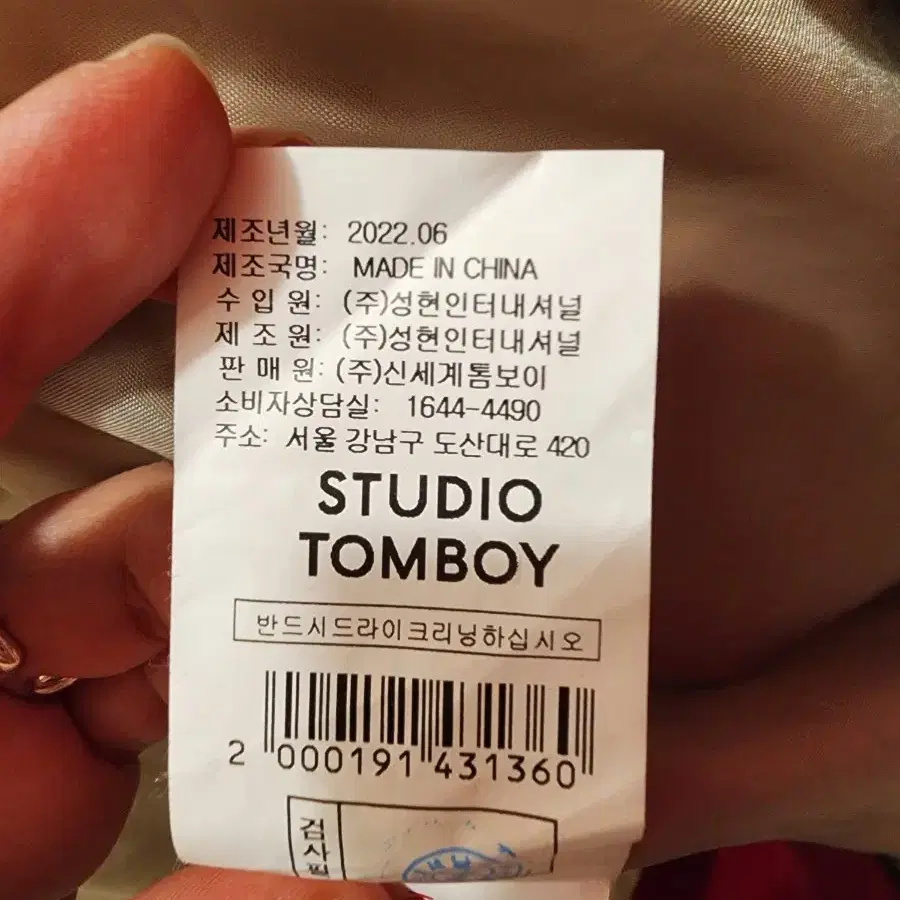 제조년월: 2022.06
제조국명: MADE IN CHINA
수 입 원: (주)성현인터내셔널
제 조 원: (주)성현인터내셔널
판 매 원: (주)신세계톰보이
소비자상담실: 1644-4490
주소: 서울 강남구 도산대로 420
STUDIO
TOMBOY
반드시드라이크리닝하십시오
2 000191 431360
검사필